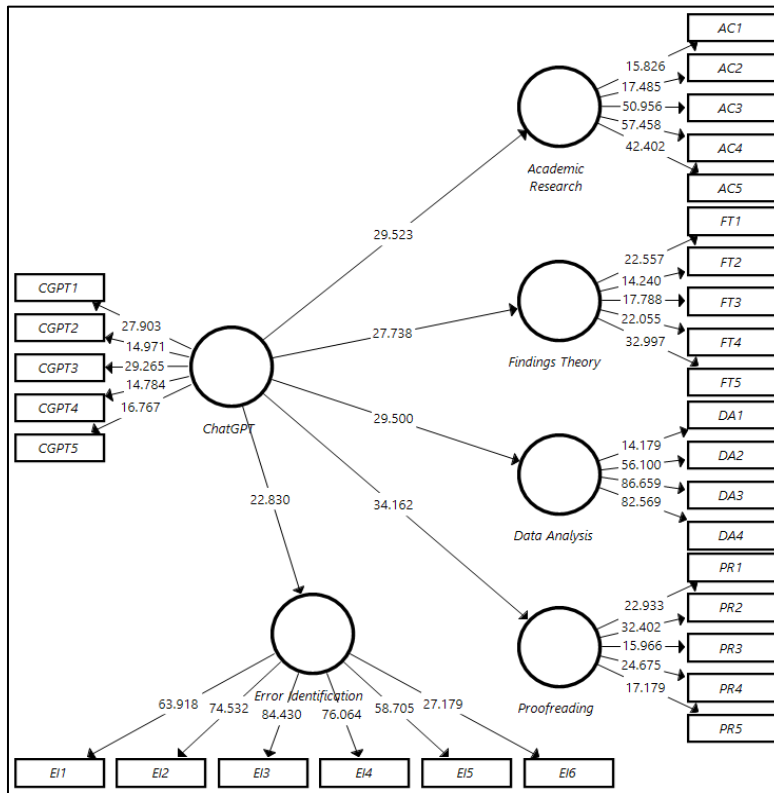 AC1
15.826
AC2
17.485
50.956
AC3
57.458
42.402
AC4
Academic
Research
AC5
FT1
29.523
22.557
FT2
14.240
17.788
FT3
22.055
32.997
FT4
Findings Theory
FT5
CGPT1
27.903
CGPT2
14.971
27.738
CGPT3
29.265
14.784
CGPT4
16.767
CGPT5
ChatGPT
29.500
DA1
14.179
DA2
56.100
86.659
DA3
82.569
DA4
Data Analysis
22.830
34.162
PR1
22.933
PR2
32.402
15.966
PR3
24.675
17.179
PR4
Proofreading
PR5
Error Identification
63.918
74.532
84.430
76.064
58.705
27.179
EI1
EI2
EI3
EI4
EI5
EI6